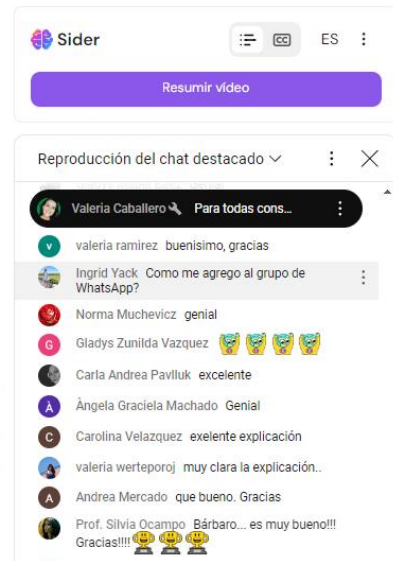 Sider
CC
ES
Resumir vídeo
Reproducción del chat destacado
Valeria Caballero Para todas cons...
v valeria ramirez buenisimo, gracias
Ingrid Yack Como me agrego al grupo de
WhatsApp?
Norma Muchevicz genial
G Gladys Zunilda Vazquez
Carla Andrea Pavlluk excelente
À Àngela Graciela Machado Genial
C Carolina Velazquez exelente explicación
valeria werteporoj muy clara la explicación..
A Andrea Mercado que bueno. Gracias
Prof. Silvia Ocampo Bárbaro... es muy bueno!!!
Gracias!!!!